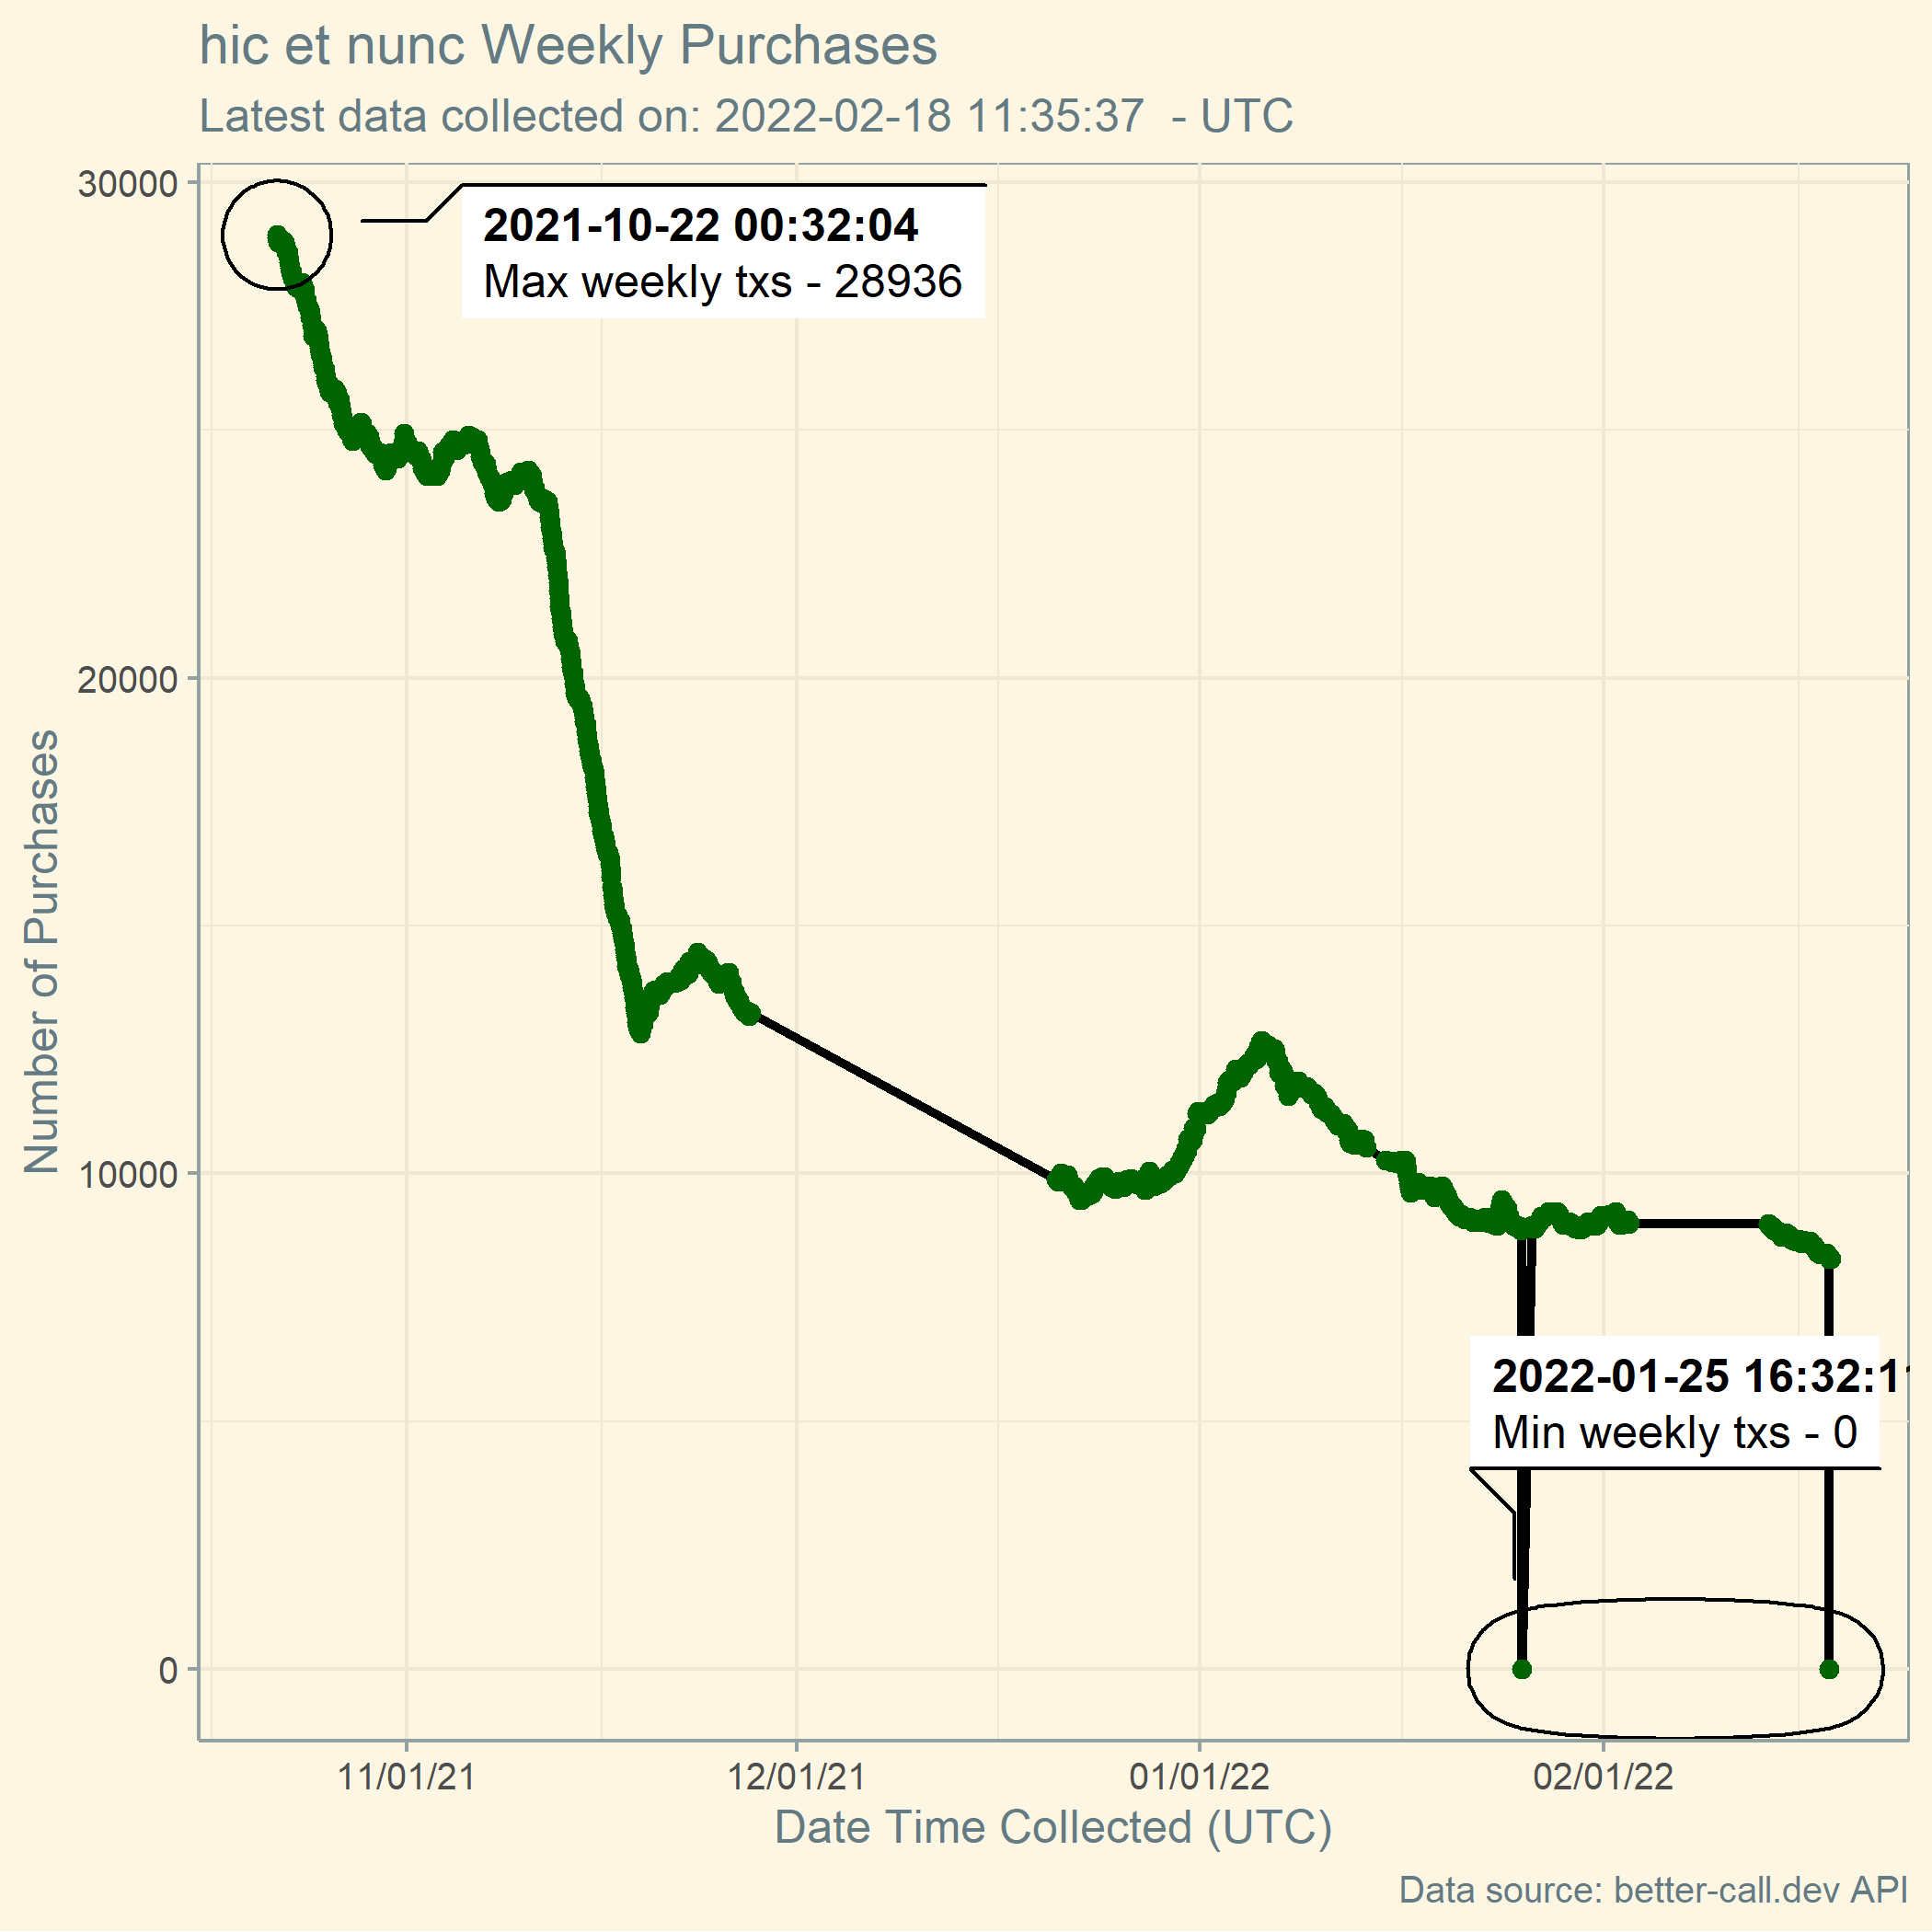 hic et nunc Weekly Purchases
Latest data collected on: 2022-02-18 11:35:37  - UTC
Number of Purchases
30000
20000
10000
0
2021-10-22 00:32:04
Max weekly txs - 28936
2022-01-25 16:32:11
Min weekly txs - 0
11/01/21
12/01/21
01/01/22
02/01/22
Date Time Collected (UTC)
Data source: better-call.dev API